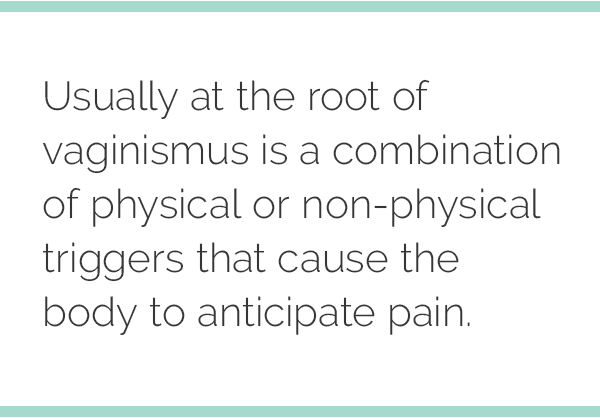 Usually at the root of
vaginismus is a combination
of physical or non-physical
triggers that cause the
body to anticipate pain.